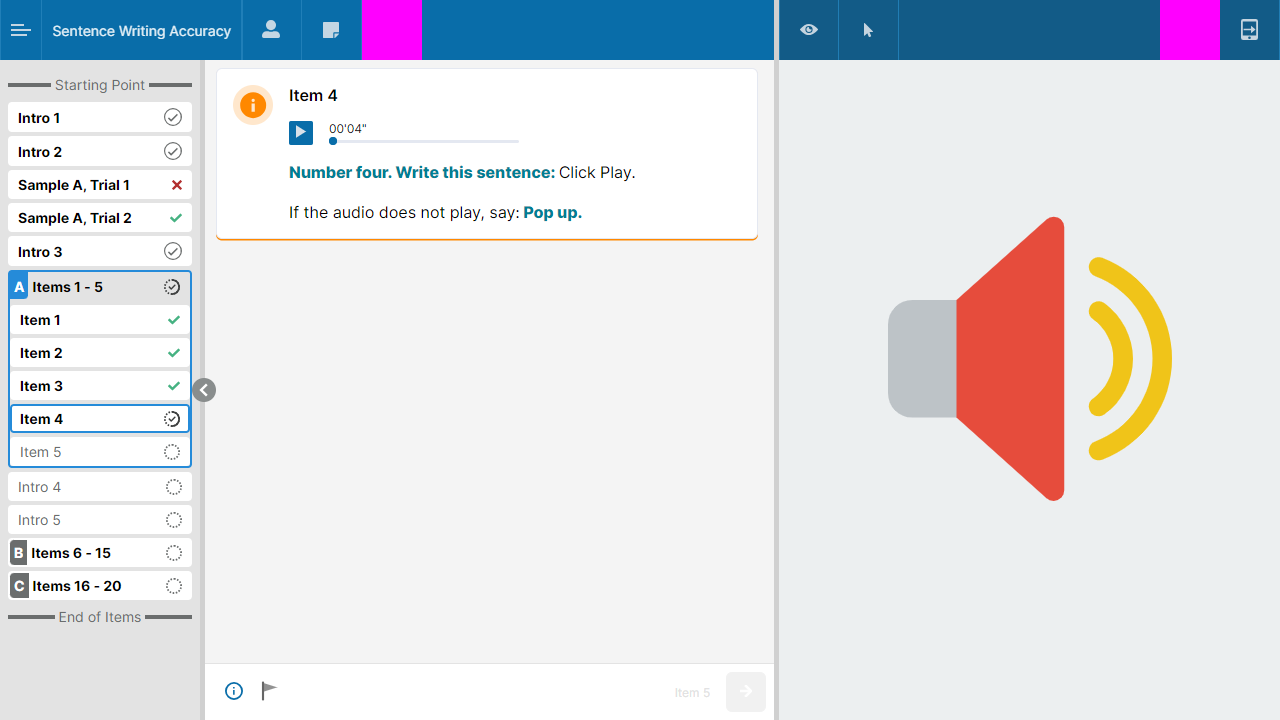 Sentence Writing Accuracy
Starting Point
Intro 1
Intro 2
Sample A, Trial 1
Sample A, Trial 2
Intro 3
A Items 1 - 5
Item 1
Item 2
Item 3
Item 4
Item 5
Intro 4
Intro 5
B Items 6 - 15
C Items 16 - 20
End of Items
Item 4
00'04"
Number four. Write this sentence: Click Play.
If the audio does not play, say: Pop up.
Item 5